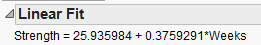 Linear Fit
Strength = 25.935984 + 0.3759291*Weeks